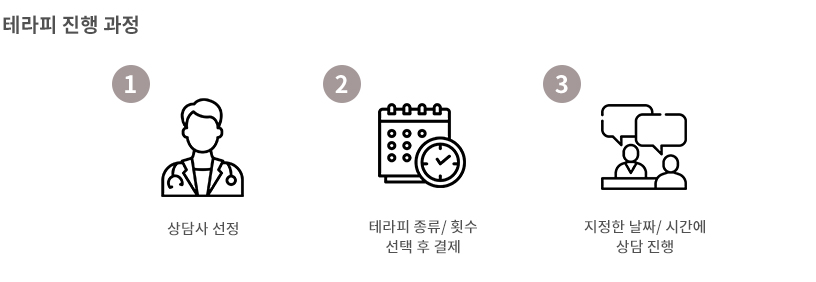 테라피 진행 과정
1
2
3
상담사 선정
테라피 종류/ 횟수
선택 후 결제
지정한 날짜/ 시간에
상담 진행